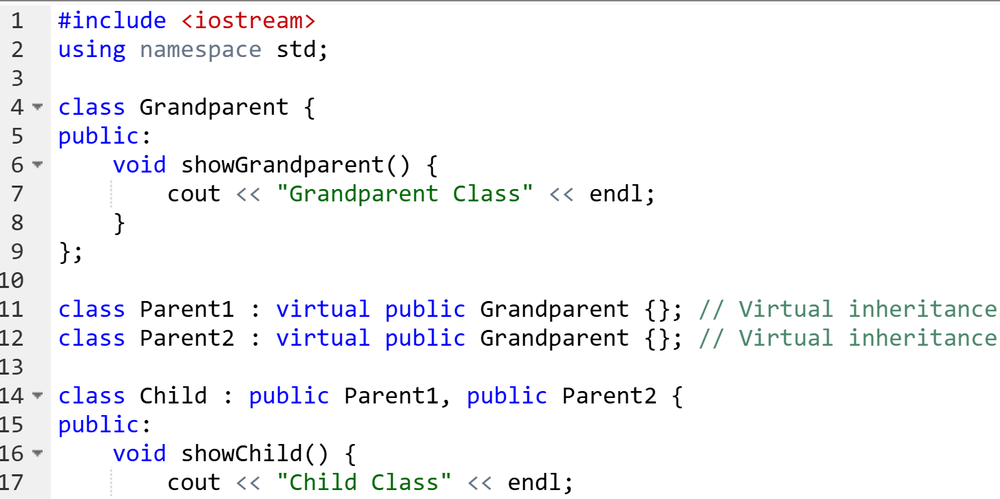 1 #include <iostream>
2 using namespace std;
3
4 class Grandparent {
5 public:
6     void showGrandparent() {
7         cout << "Grandparent Class" << endl;
8     }
9 };
10
11 class Parent1 : virtual public Grandparent {}; // Virtual inheritance
12 class Parent2 : virtual public Grandparent {}; // Virtual inheritance
13
14 class Child : public Parent1, public Parent2 {
15 public:
16     void showChild() {
17         cout << "Child Class" << endl;